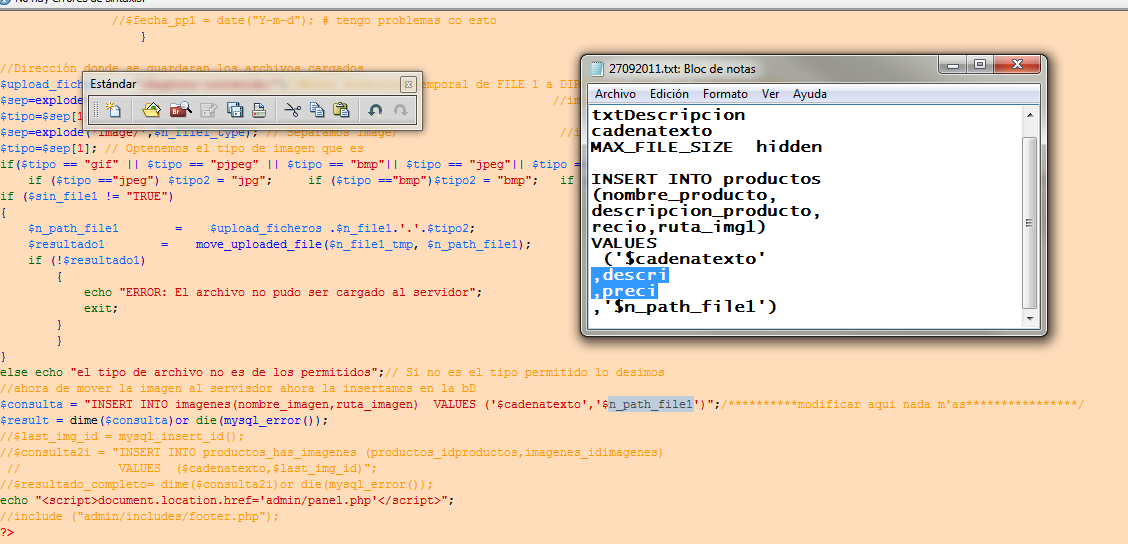 No hay errores de sintaxis.
//$fecha_pp1 = date("Y-m-d"); # tengo problemas co esto
}
//Dirección donde se guardaran los archivos cargados
$upload_fich
emporal de FILE 1 a DIR
$sep=explode
//im
$tipo=$sep[1
$sep=explode('image/',$n_file1_type); // Separamos image/
//i
$tipo=$sep[1]; // Optenemos el tipo de imagen que es
if($tipo == "gif" || $tipo == "pjpeg" || $tipo == "bmp"|| $tipo == "jpeg"|| $tipo =
if ($tipo =="jpeg") $tipo2 = "jpg"; if ($tipo =="bmp")$tipo2 = "bmp"; if
if ($sin_file1 != "TRUE")
{
$n_path_file1 = $upload_ficheros .$n_file1.'.'.$tipo2;
$resultado1 = move_uploaded_file($n_file1_tmp, $n_path_file1);
if (!$resultado1)
{
echo "ERROR: El archivo no pudo ser cargado al servidor";
exit;
}
}
}
else echo "el tipo de archivo no es de los permitidos";// Si no es el tipo permitido lo desimos
//ahora de mover la imagen al servisdor ahora la insertamos en la bD
$consulta = "INSERT INTO imagenes(nombre_imagen,ruta_imagen) VALUES ('$cadenatexto','$n_path_file1')";/**********modificar aqui nada m'as****************/
$result = dime($consulta)or die(mysql_error());
//$last_img_id = mysql_insert_id();
//$consulta2i = "INSERT INTO productos_has_imagenes (productos_idproductos,imagenes_idimagenes)
// VALUES ($cadenatexto,$last_img_id)";
//$resultado_completo= dime($consulta2i)or die(mysql_error());
echo "<script>document.location.href='admin/panel.php'</script>";
//include ("admin/includes/footer.php");
?>
Estándar
Br
27092011.txt: Bloc de notas
Archivo Edición Formato Ver Ayuda
txtDescripcion
cadenatexto
MAX_FILE_SIZE hidden
INSERT INTO productos
(nombre_producto,
descripcion_producto,
recio,ruta_img1)
VALUES
('$cadenatexto'
,descri
,preci
,'$n_path_file1')